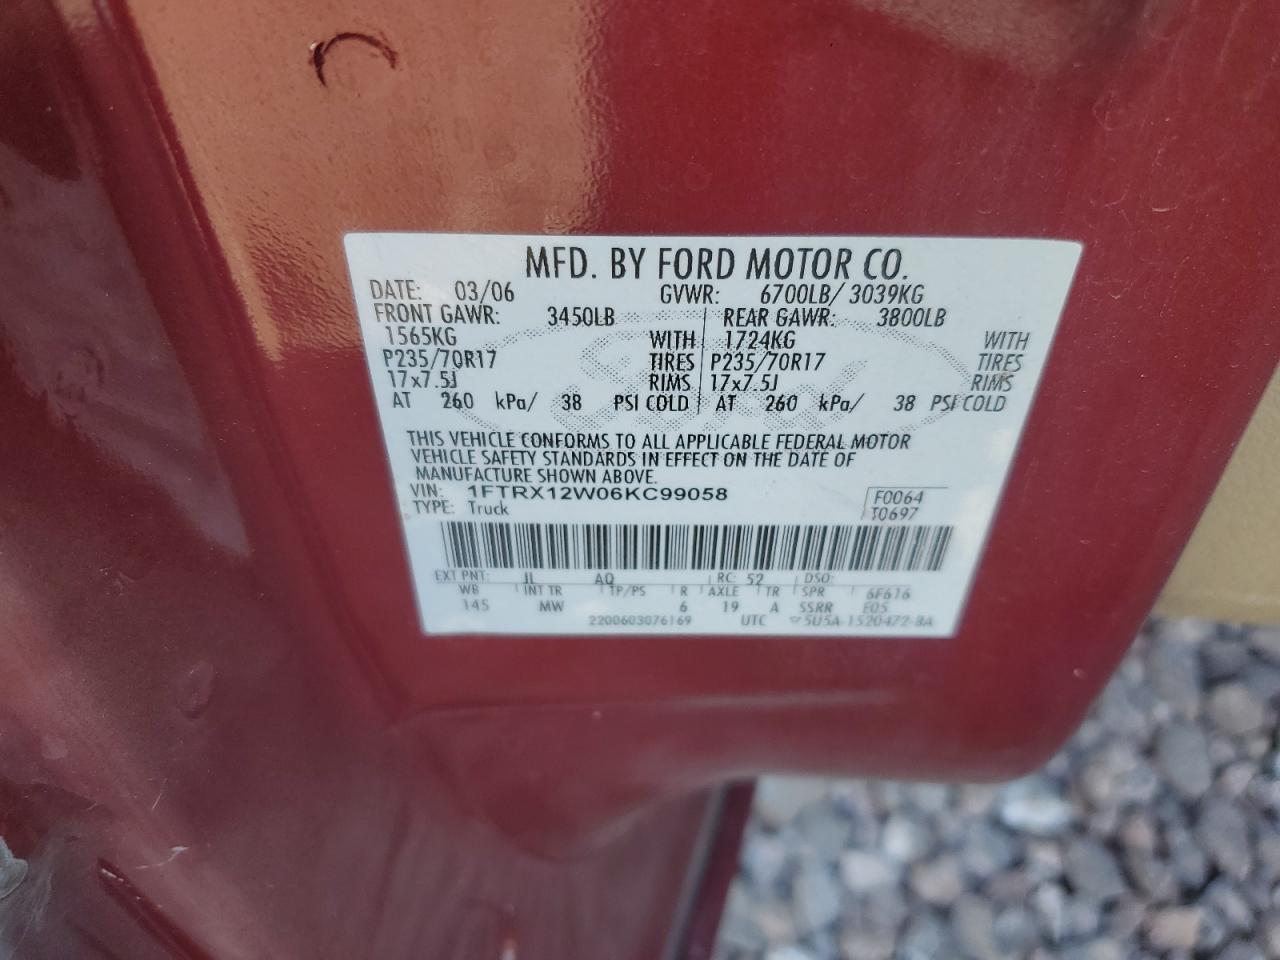 MFD. BY FORD MOTOR CO.
DATE: 03/06 GVWR: 6700LB/ 3039KG
FRONT GAWR: 3450LB REAR GAWR: 3800LB
1565KG WITH 1724KG WITH
P235/70R17 TIRES P235/70R17 TIRES
17x7.5J RIMS 17x7.5J RIMS
AT 260 kPa/ 38 PSI COLD AT 260 kPa/ 38 PSI COLD
THIS VEHICLE CONFORMS TO ALL APPLICABLE FEDERAL MOTOR
VEHICLE SAFETY STANDARDS IN EFFECT ON THE DATE OF
MANUFACTURE SHOWN ABOVE.
VIN: 1FTRX12W06KC99058 F0064
TYPE: Truck T0697
EXT PNT: JL AQ RC: 52 DSO:
WB INT TR TP/PS R AXLE TR SPR 6F616
145 MW 6 19 A SSRR E0S
2200603076169 UTC 5U5A-1520472-BA